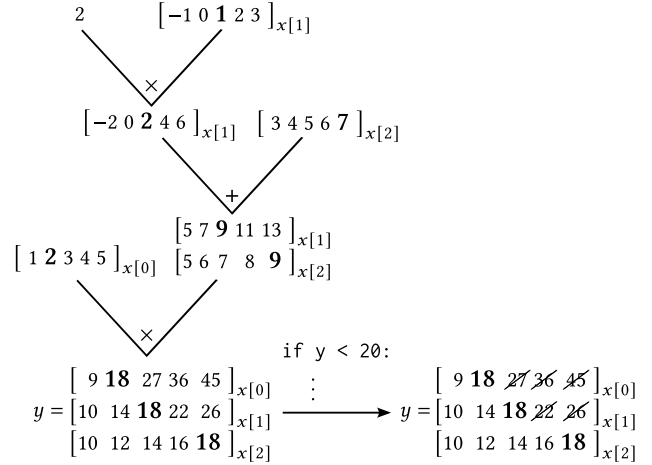 2 [−1 0 1 2 3]x[1]
×
[−2 0 2 4 6]x[1] [3 4 5 6 7]x[2]
+
[5 7 9 11 13]x[1]
[1 2 3 4 5]x[0] [5 6 7 8 9]x[2]
×
if y < 20:
⋮
[9 18 27 36 45]x[0] [9 18 27 36 45]x[0]
y = [10 14 18 22 26]x[1] y = [10 14 18 22 26]x[1]
[10 12 14 16 18]x[2] [10 12 14 16 18]x[2]